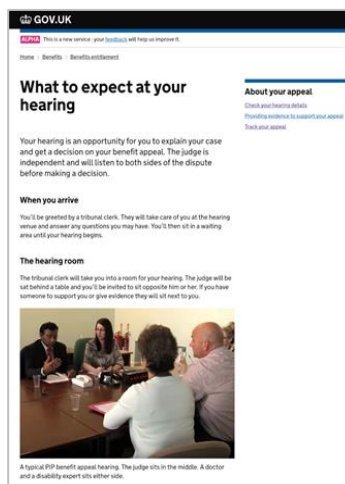 GOV.UK
ALPHA This is a new service - your feedback will help us improve it.
Home Benefits Benefits entitlement
What to expect at your
hearing
Your hearing is an opportunity for you to explain your case
and get a decision on your benefit appeal. The judge is
independent and will listen to both sides of the dispute
before making a decision.
When you arrive
You'll be greeted by a tribunal clerk. They will take care of you at the hearing
venue and answer any questions you may have. You'll then sit in a waiting
area until your hearing begins.
The hearing room
The tribunal clerk will take you into a room for your hearing. The judge will be
sat behind a table and you'll be invited to sit opposite him or her. If you have
someone to support you or give evidence they will sit next to you.
A typical PIP benefit appeal hearing. The judge sits in the middle. A doctor
and a disability expert sits either side.
About your appeal
Check your hearing details
Providing evidence to support your appeal
Track your appeal